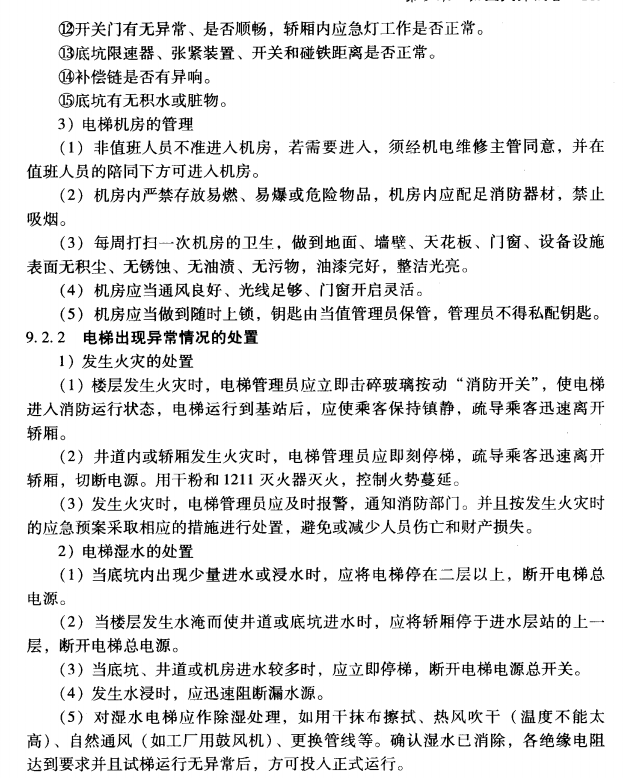 ⑫开关门有无异常、是否顺畅，轿厢内应急灯工作是否正常。
⑬底坑限速器、张紧装置、开关和碰铁距离是否正常。
⑭补偿链是否有异响。
⑮底坑有无积水或脏物。
3）电梯机房的管理
（1）非值班人员不准进入机房，若需要进入，须经机电维修主管同意，并在
值班人员的陪同下方可进入机房。
（2）机房内严禁存放易燃、易爆或危险物品，机房内应配足消防器材，禁止
吸烟。
（3）每周打扫一次机房的卫生，做到地面、墙壁、天花板、门窗、设备设施
表面无积尘、无锈蚀、无油渍、无污物，油漆完好，整洁光亮。
（4）机房应当通风良好、光线足够、门窗开启灵活。
（5）机房应当做到随时上锁，钥匙由当值管理员保管，管理员不得私配钥匙。
9.2.2 电梯出现异常情况的处置
1）发生火灾的处置
（1）楼层发生火灾时，电梯管理员应立即击碎玻璃按动“消防开关”，使电梯
进入消防运行状态，电梯运行到基站后，应使乘客保持镇静，疏导乘客迅速离开
轿厢。
（2）井道内或轿厢发生火灾时，电梯管理员应即刻停梯，疏导乘客迅速离开
轿厢，切断电源。用干粉和 1211 灭火器灭火，控制火势蔓延。
（3）发生火灾时，电梯管理员应及时报警，通知消防部门。并且按发生火灾时
的应急预案采取相应的措施进行处置，避免或减少人员伤亡和财产损失。
2）电梯湿水的处置
（1）当底坑内出现少量进水或浸水时，应将电梯停在二层以上，断开电梯总
电源。
（2）当楼层发生水淹而使井道或底坑进水时，应将轿厢停于进水层站的上一
层，断开电梯总电源。
（3）当底坑、井道或机房进水较多时，应立即停梯，断开电梯电源总开关。
（4）发生水浸时，应迅速阻断漏水源。
（5）对湿水电梯应作除湿处理，如用干抹布擦拭、热风吹干（温度不能太
高）、自然通风（如工厂用鼓风机）、更换管线等。确认湿水已消除，各绝缘电阻
达到要求并且试梯运行无异常后，方可投入正式运行。